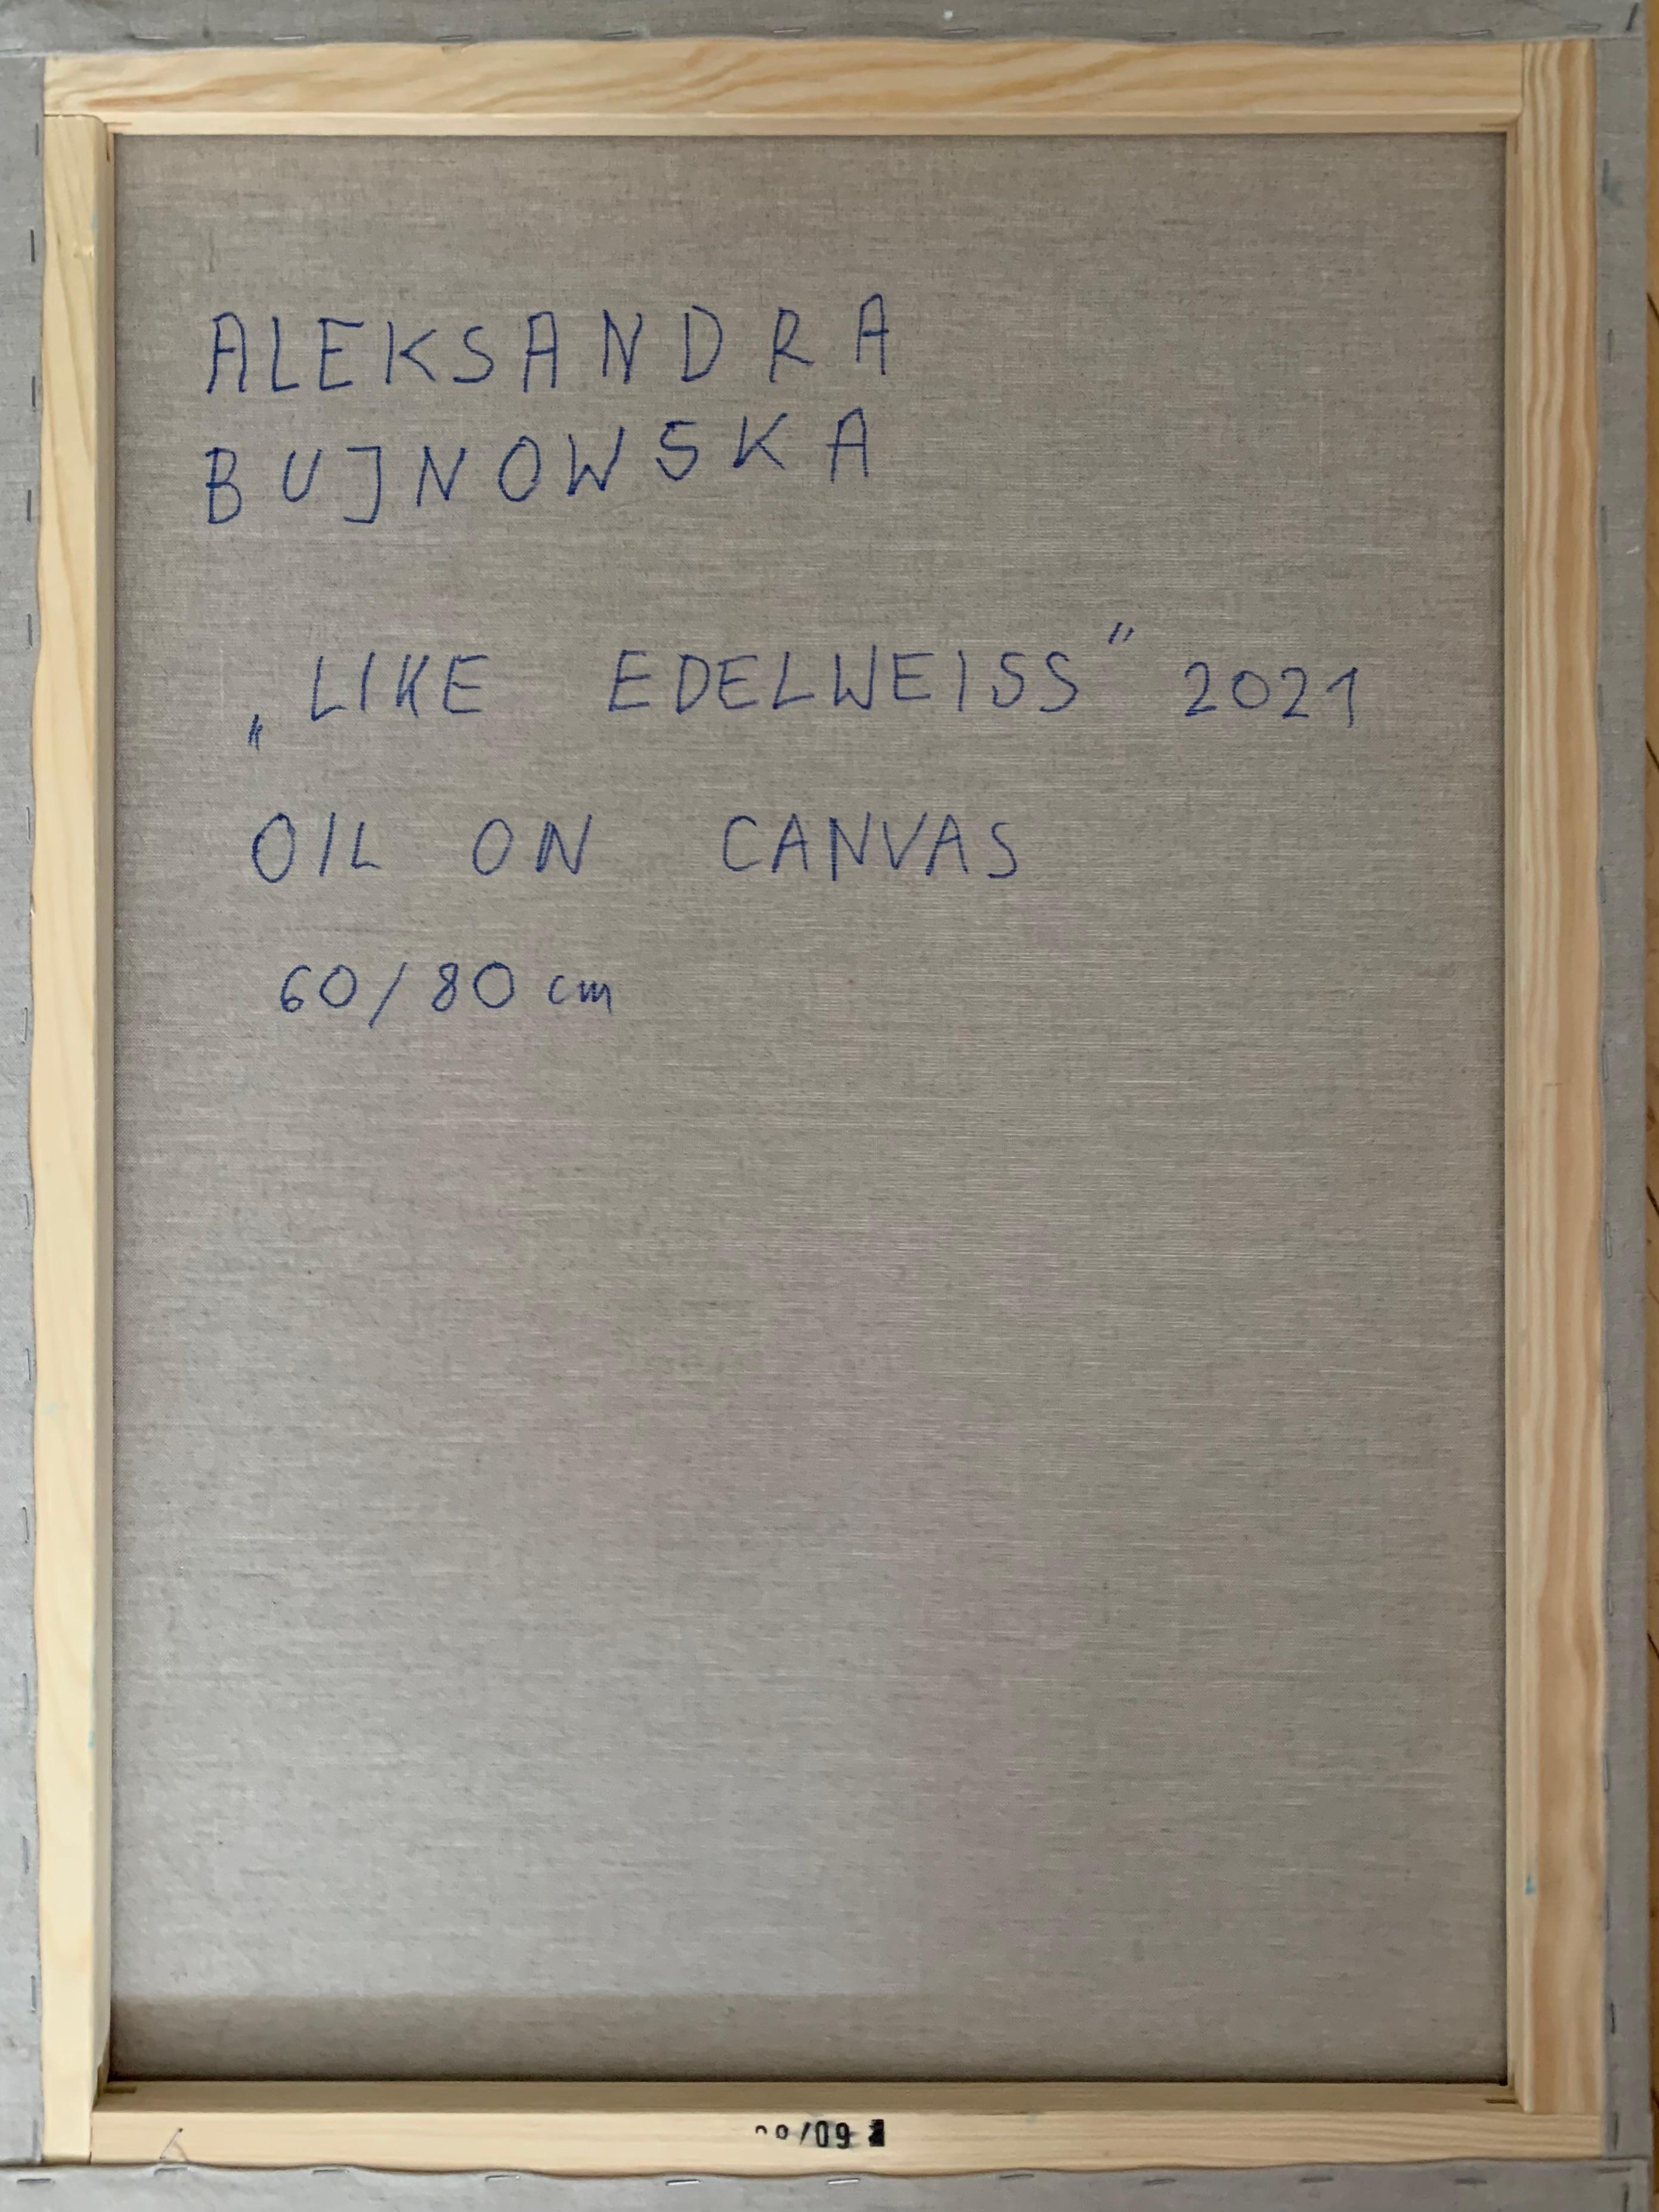 ALEKSANDRA
BUJNOWSKA
„LIKE EDELWEISS” 2021
OIL ON CANVAS
60/80 cm